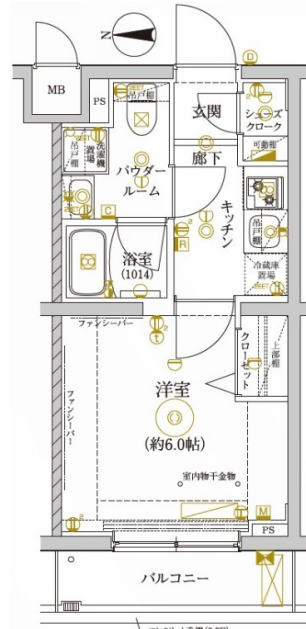 N
MB
PS
吊戸棚
玄関
D
シューズ
クローク
可動棚
洗濯機
置場
吊戸棚
パウダー
ルーム
廊下
キッチン
吊戸棚
C
R
浴室
(1014)
冷蔵庫
置場
ファンシーバー
ファンシーバー
クローゼット
上部棚
洋室
(約6.0帖)
室内物干金物
M
PS
バルコニー